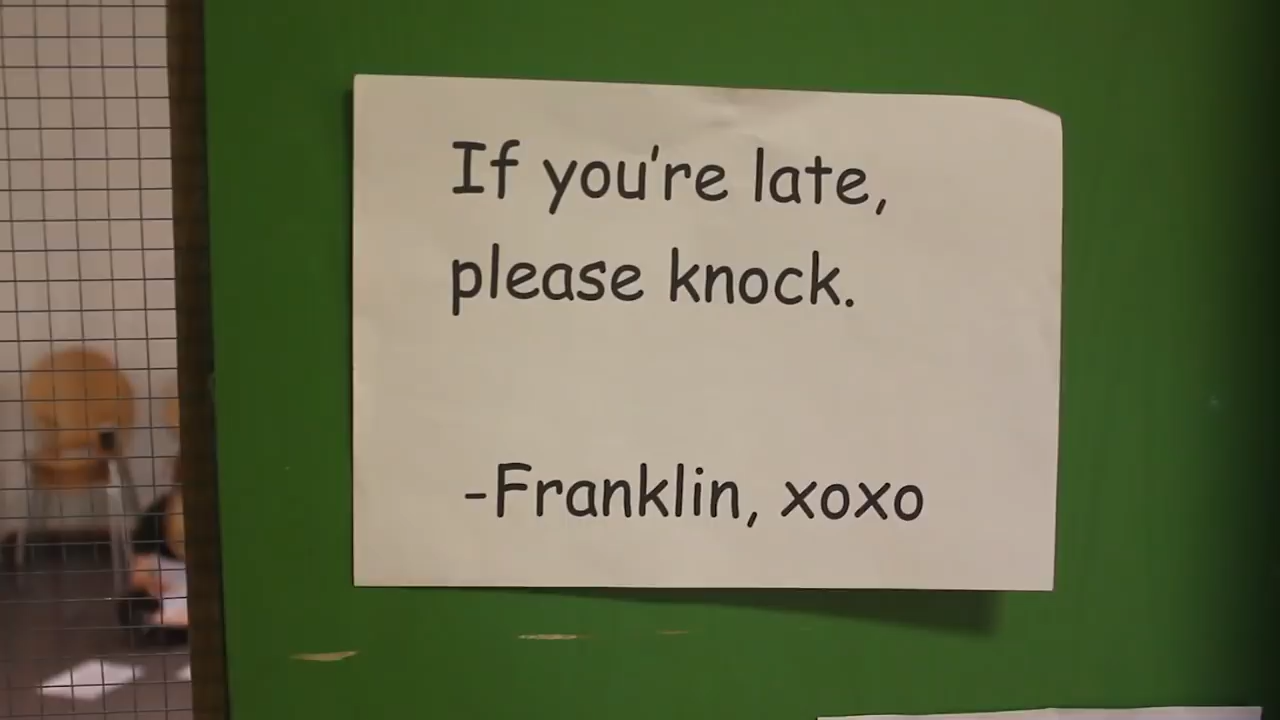 If you're late,
please knock.
-Franklin, xoxo